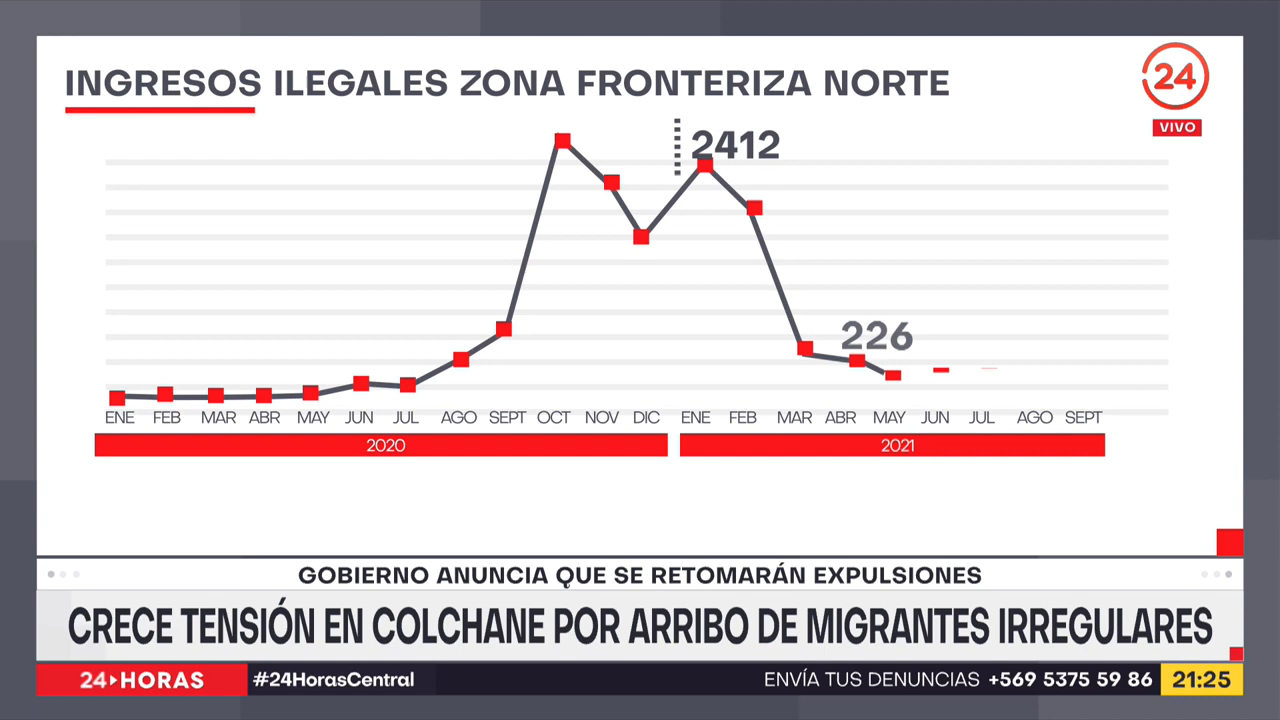 INGRESOS ILEGALES ZONA FRONTERIZA NORTE
24
VIVO
2412
226
ENE FEB MAR ABR MAY JUN JUL AGO SEPT OCT NOV DIC ENE FEB MAR ABR MAY JUN JUL AGO SEPT
2020 2021
GOBIERNO ANUNCIA QUE SE RETOMARÁN EXPULSIONES
CRECE TENSIÓN EN COLCHANE POR ARRIBO DE MIGRANTES IRREGULARES
24 HORAS #24HorasCentral ENVÍA TUS DENUNCIAS +569 5375 59 86 21:25